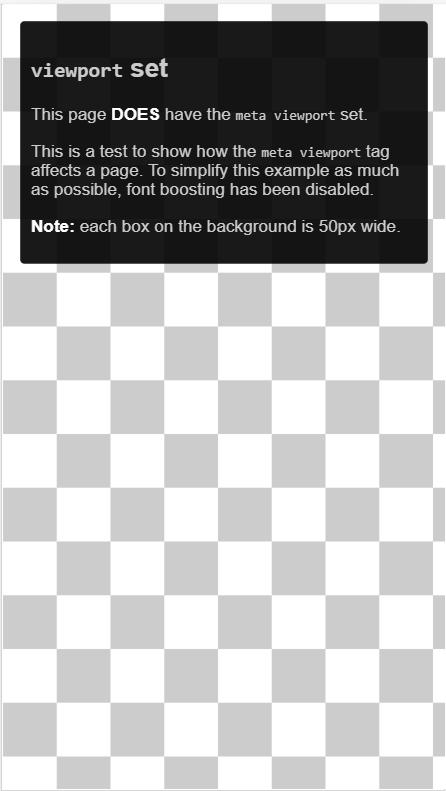 viewport set
This page DOES have the meta viewport set.
This is a test to show how the meta viewport tag
affects a page. To simplify this example as much
as possible, font boosting has been disabled.
Note: each box on the background is 50px wide.